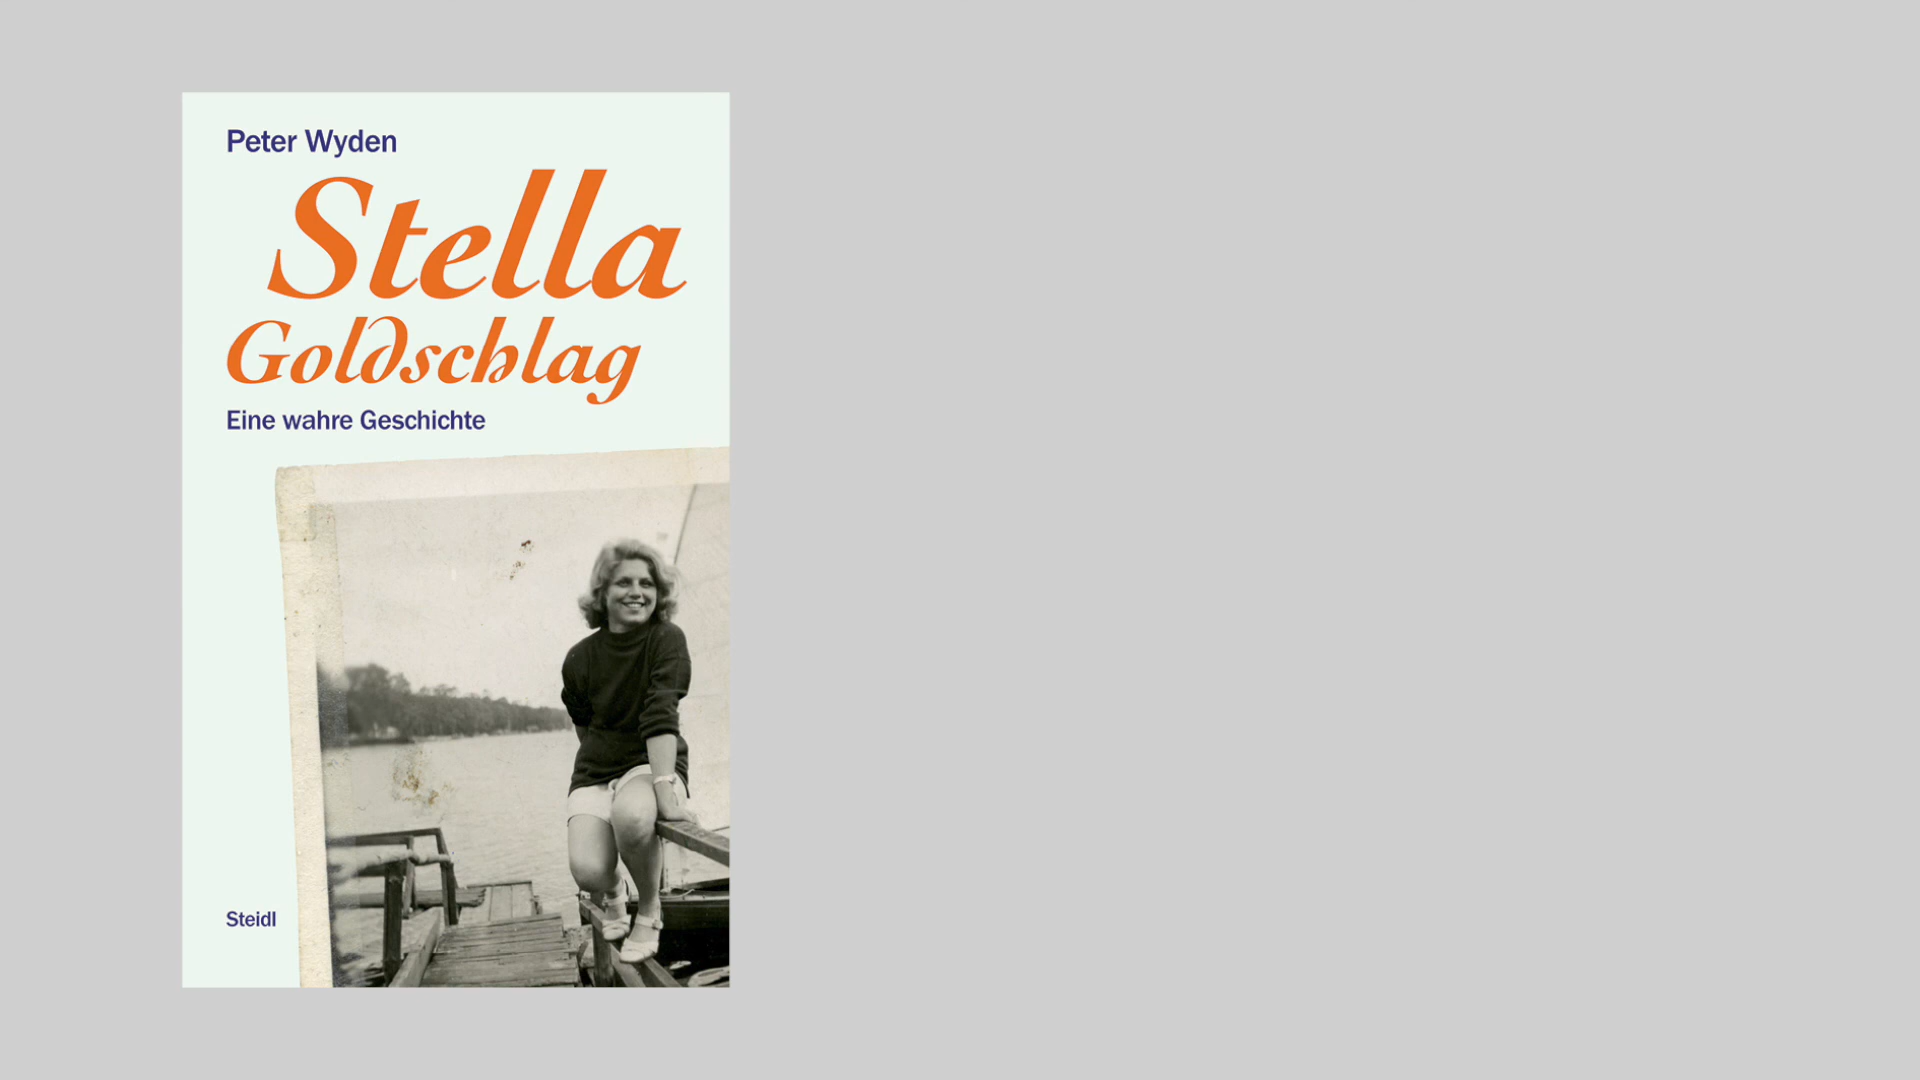 Peter Wyden
Stella
Goldschlag
Eine wahre Geschichte
Steidl